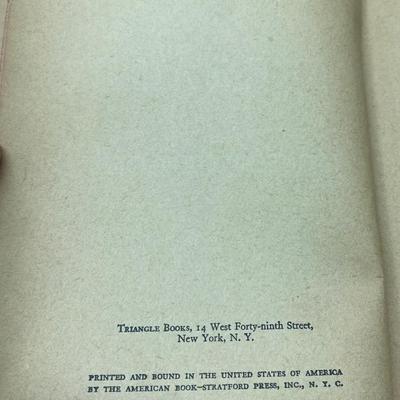 Triangle Books, 14 West Forty-ninth Street,
New York, N. Y.
PRINTED AND BOUND IN THE UNITED STATES OF AMERICA
BY THE AMERICAN BOOK–STRATFORD PRESS, INC., N. Y. C.